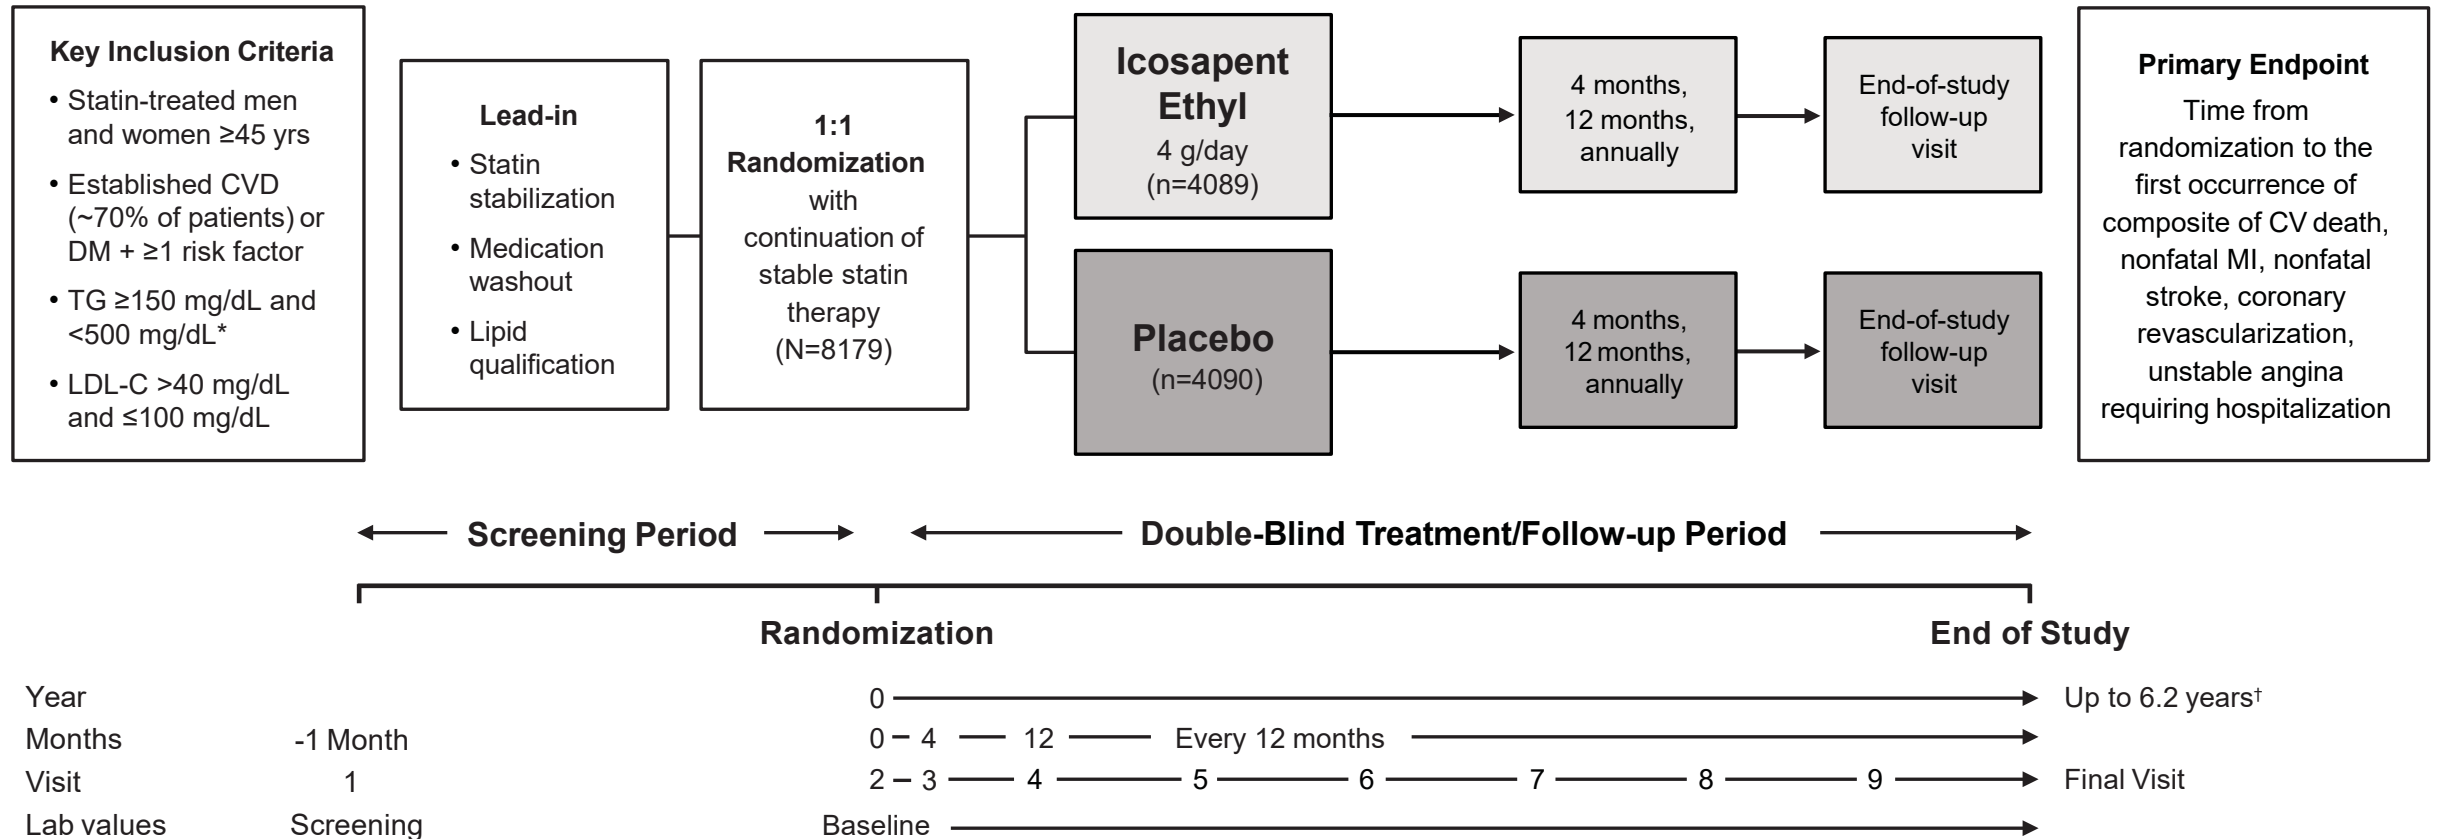 Key Inclusion Criteria
• Statin-treated men
and women ≥45 yrs
• Established CVD
(~70% of patients) or
DM + ≥1 risk factor
• TG ≥150 mg/dL and
<500 mg/dL*
• LDL-C >40 mg/dL
and ≤100 mg/dL
Lead-in
• Statin
stabilization
• Medication
washout
• Lipid
qualification
1:1
Randomization
with
continuation of
stable statin
therapy
(N=8179)
Icosapent
Ethyl
4 g/day
(n=4089)
4 months,
12 months,
annually
End-of-study
follow-up
visit
Placebo
(n=4090)
4 months,
12 months,
annually
End-of-study
follow-up
visit
Primary Endpoint
Time from
randomization to the
first occurrence of
composite of CV death,
nonfatal MI, nonfatal
stroke, coronary
revascularization,
unstable angina
requiring hospitalization
Screening Period
Double-Blind Treatment/Follow-up Period
Randomization
End of Study
Year 0 Up to 6.2 years†
Months -1 Month 0 4 12 Every 12 months
Visit 1 2 3 4 5 6 7 8 9 Final Visit
Lab values Screening Baseline